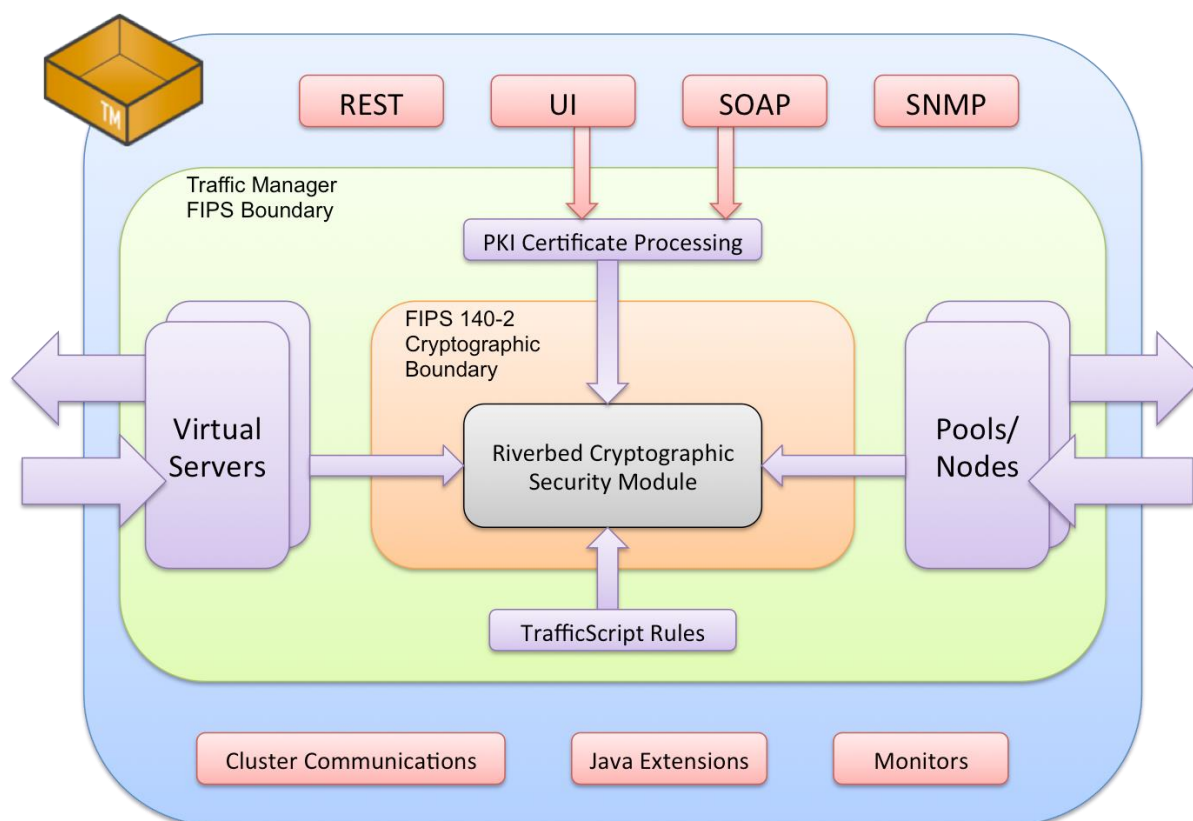 TM
REST
UI
SOAP
SNMP
Traffic Manager
FIPS Boundary
PKI Certificate Processing
FIPS 140-2
Cryptographic
Boundary
Virtual
Servers
Riverbed Cryptographic
Security Module
Pools/
Nodes
TrafficScript Rules
Cluster Communications
Java Extensions
Monitors